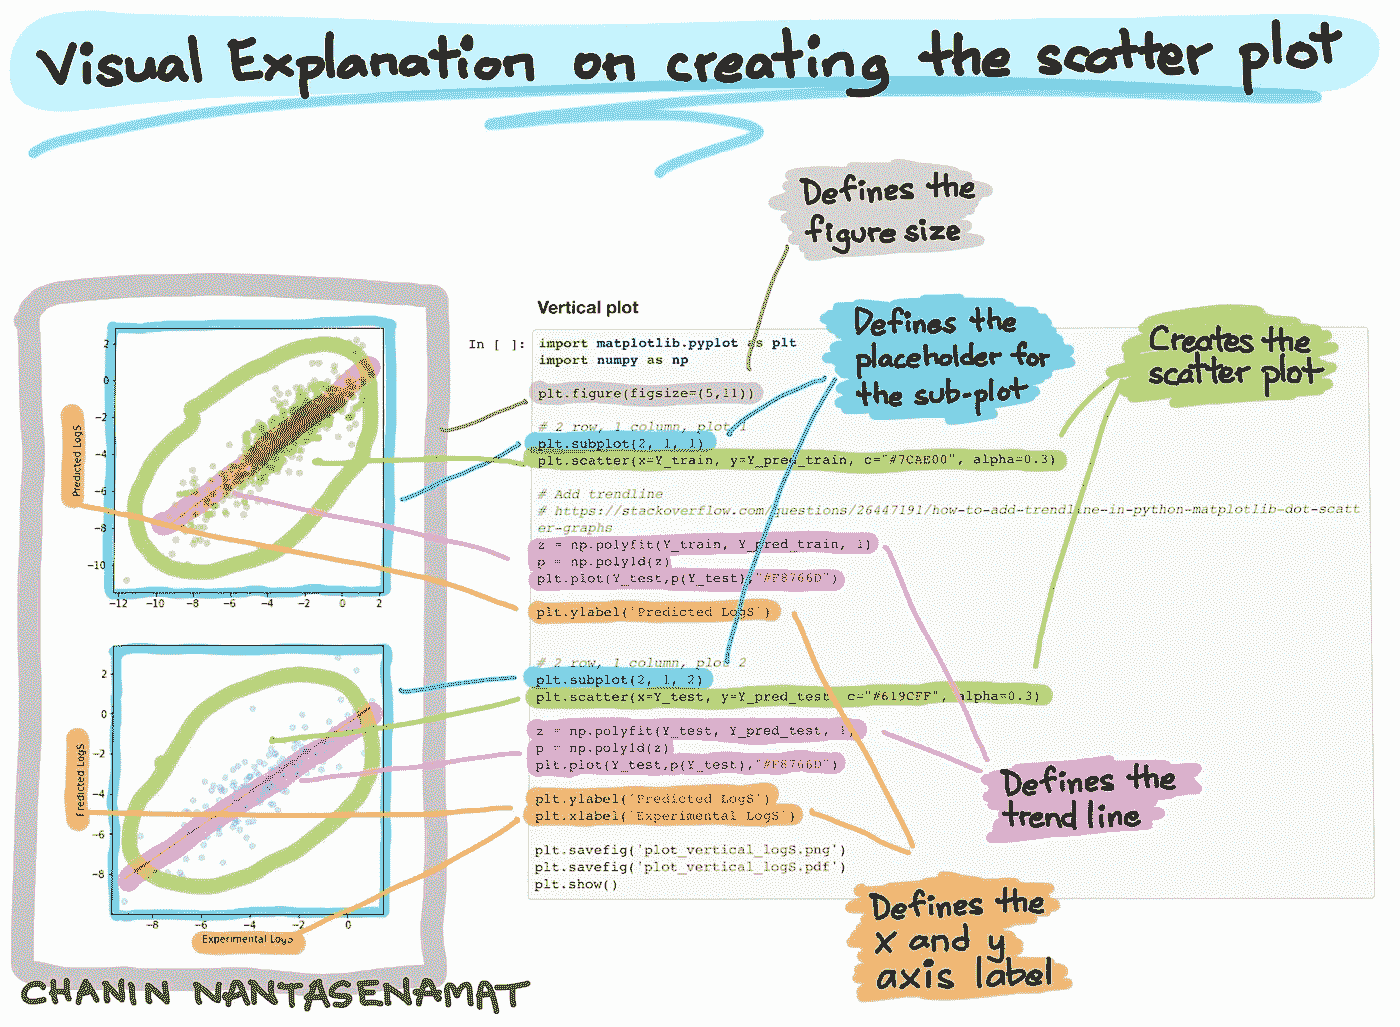 Visual Explanation on creating the scatter plot
Defines the
figure size
Vertical plot
Defines the
placeholder for
the sub-plot
Creates the
scatter plot
In [ ]:
import matplotlib.pyplot as plt
import numpy as np
plt.figure(figsize=(5,11))
# 2 row, 1 column, plot 1
plt.subplot(2, 1, 1)
plt.scatter(x=Y_train, y=Y_pred_train, c="#7CAE00", alpha=0.3)
# Add trendline
# https://stackoverflow.com/questions/26447191/how-to-add-trendline-in-python-matplotlib-dot-scatt
er-graphs
z = np.polyfit(Y_train, Y_pred_train, 1)
p = np.poly1d(z)
plt.plot(Y_test,p(Y_test),"#F8766D")
plt.ylabel('Predicted LogS')
# 2 row, 1 column, plot 2
plt.subplot(2, 1, 2)
plt.scatter(x=Y_test, y=Y_pred_test, c="#619CFF", alpha=0.3)
z = np.polyfit(Y_test, Y_pred_test, 1)
p = np.poly1d(z)
plt.plot(Y_test,p(Y_test),"#F8766D")
plt.ylabel('Predicted LogS')
plt.xlabel('Experimental LogS')
plt.savefig('plot_vertical_logS.png')
plt.savefig('plot_vertical_logS.pdf')
plt.show()
Predicted LogS
2
0
−2
−4
−6
−8
−10
−12 −10 −8 −6 −4 −2 0 2
Predicted LogS
2
0
−2
−4
−6
−8
−8 −6 −4 −2 0
Experimental LogS
Defines the
trend line
Defines the
x and y
axis label
CHANIN NANTASENAMAT